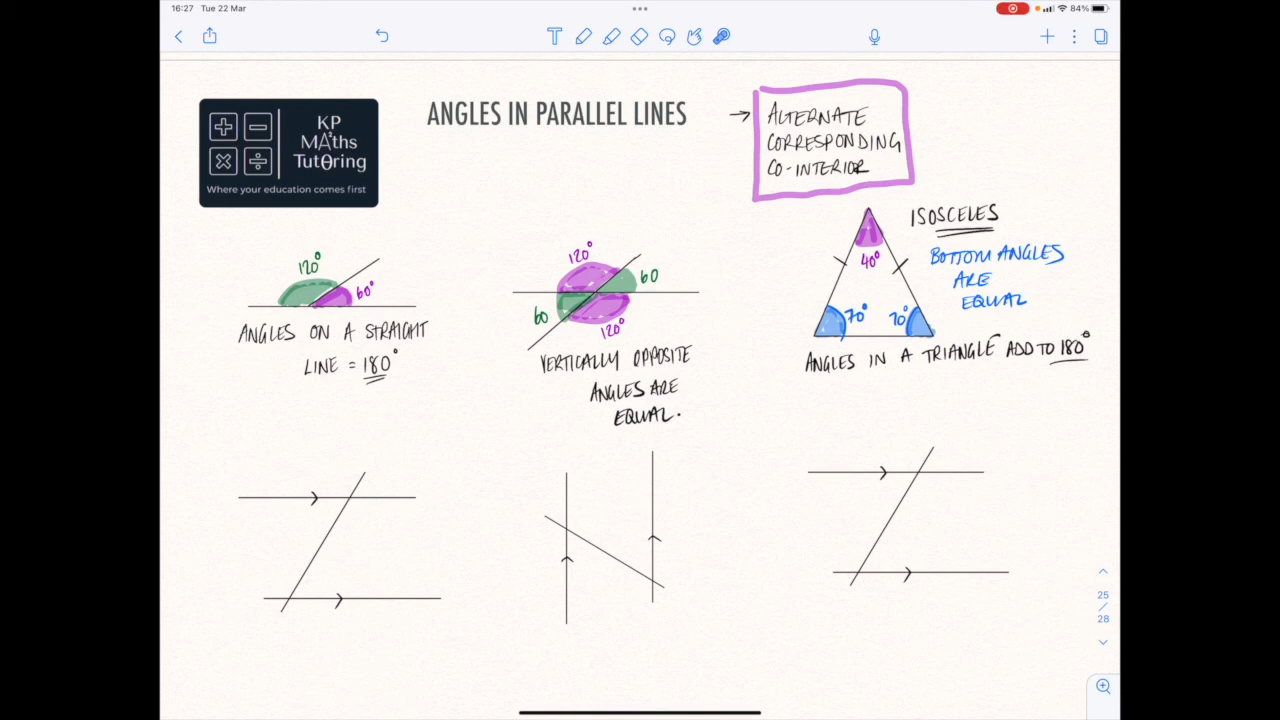 16:27 Tue 22 Mar
84%
ANGLES IN PARALLEL LINES
→ ALTERNATE
CORRESPONDING
CO-INTERIOR
KP
MA²ths
Tutθring
Where your education comes first
120°
60°
ANGLES ON A STRAIGHT
LINE = 180°
120°
60
60
120°
VERTICALLY OPPOSITE
ANGLES ARE
EQUAL.
ISOSCELES
40°
BOTTOM ANGLES
ARE
EQUAL
70°
70°
ANGLES IN A TRIANGLE ADD TO 180°
25
/
28